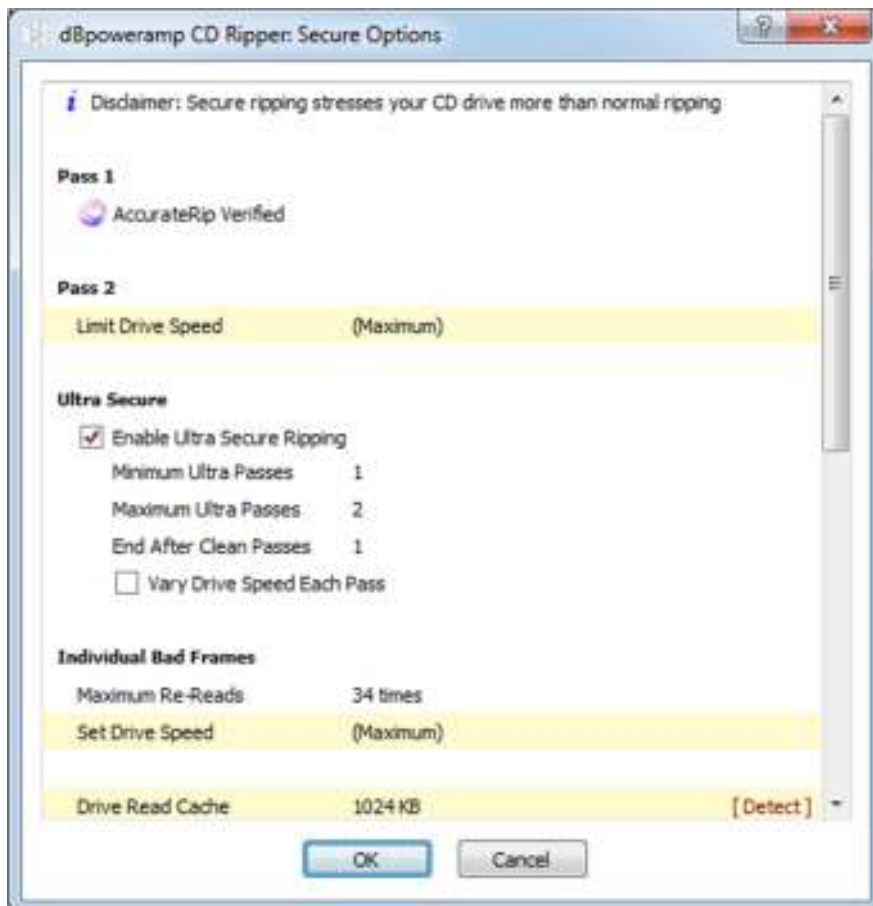 dBpoweramp CD Ripper: Secure Options
i Disclaimer: Secure ripping stresses your CD drive more than normal ripping
Pass 1
AccurateRip Verified
Pass 2
Limit Drive Speed (Maximum)
Ultra Secure
Enable Ultra Secure Ripping
Minimum Ultra Passes 1
Maximum Ultra Passes 2
End After Clean Passes 1
Vary Drive Speed Each Pass
Individual Bad Frames
Maximum Re-Reads 34 times
Set Drive Speed (Maximum)
Drive Read Cache 1024 KB [ Detect ]
OK Cancel